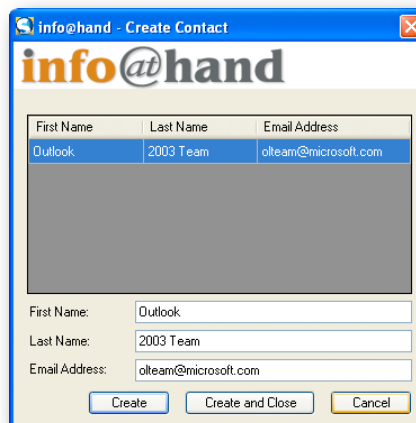 info@hand - Create Contact
info@hand
First Name Last Name Email Address
Outlook 2003 Team olteam@microsoft.com
First Name: Outlook
Last Name: 2003 Team
Email Address: olteam@microsoft.com
Create Create and Close Cancel